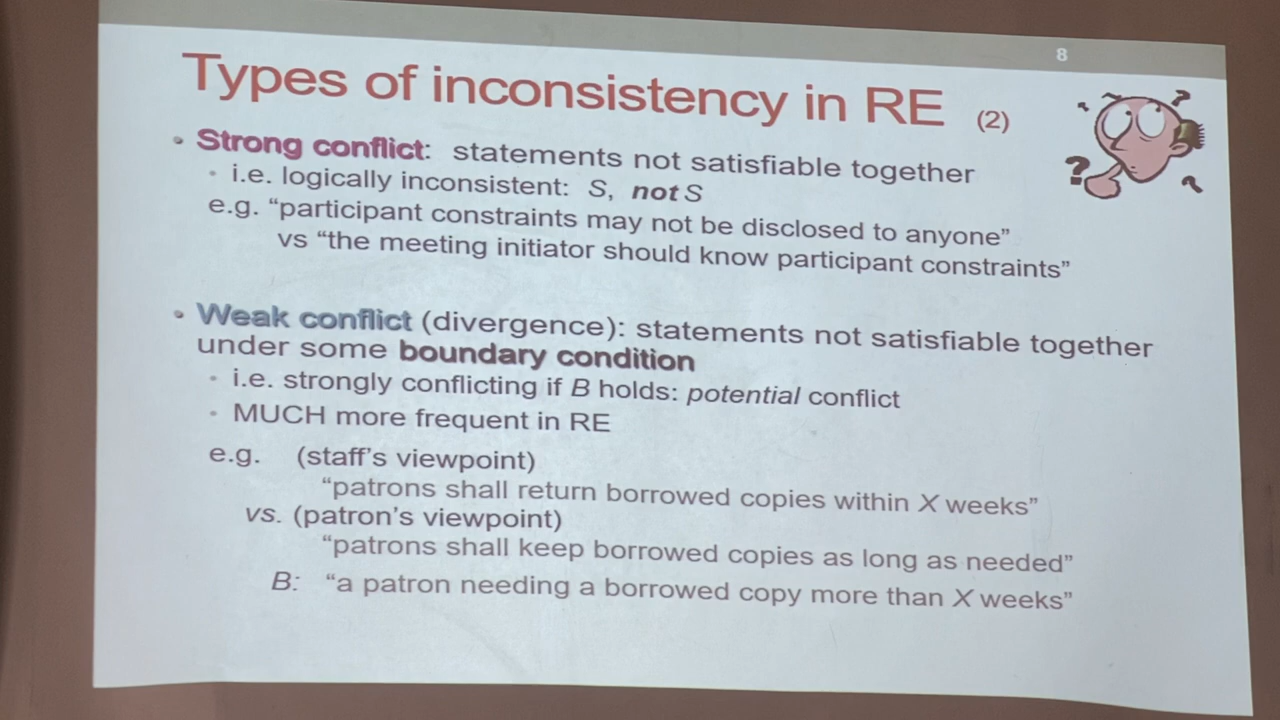 8
Types of inconsistency in RE (2)
• Strong conflict: statements not satisfiable together
• i.e. logically inconsistent: S, not S
e.g. “participant constraints may not be disclosed to anyone”
vs “the meeting initiator should know participant constraints”
• Weak conflict (divergence): statements not satisfiable together
under some boundary condition
• i.e. strongly conflicting if B holds: potential conflict
• MUCH more frequent in RE
e.g. (staff's viewpoint)
“patrons shall return borrowed copies within X weeks”
vs. (patron's viewpoint)
“patrons shall keep borrowed copies as long as needed”
B: “a patron needing a borrowed copy more than X weeks”
? ? ?